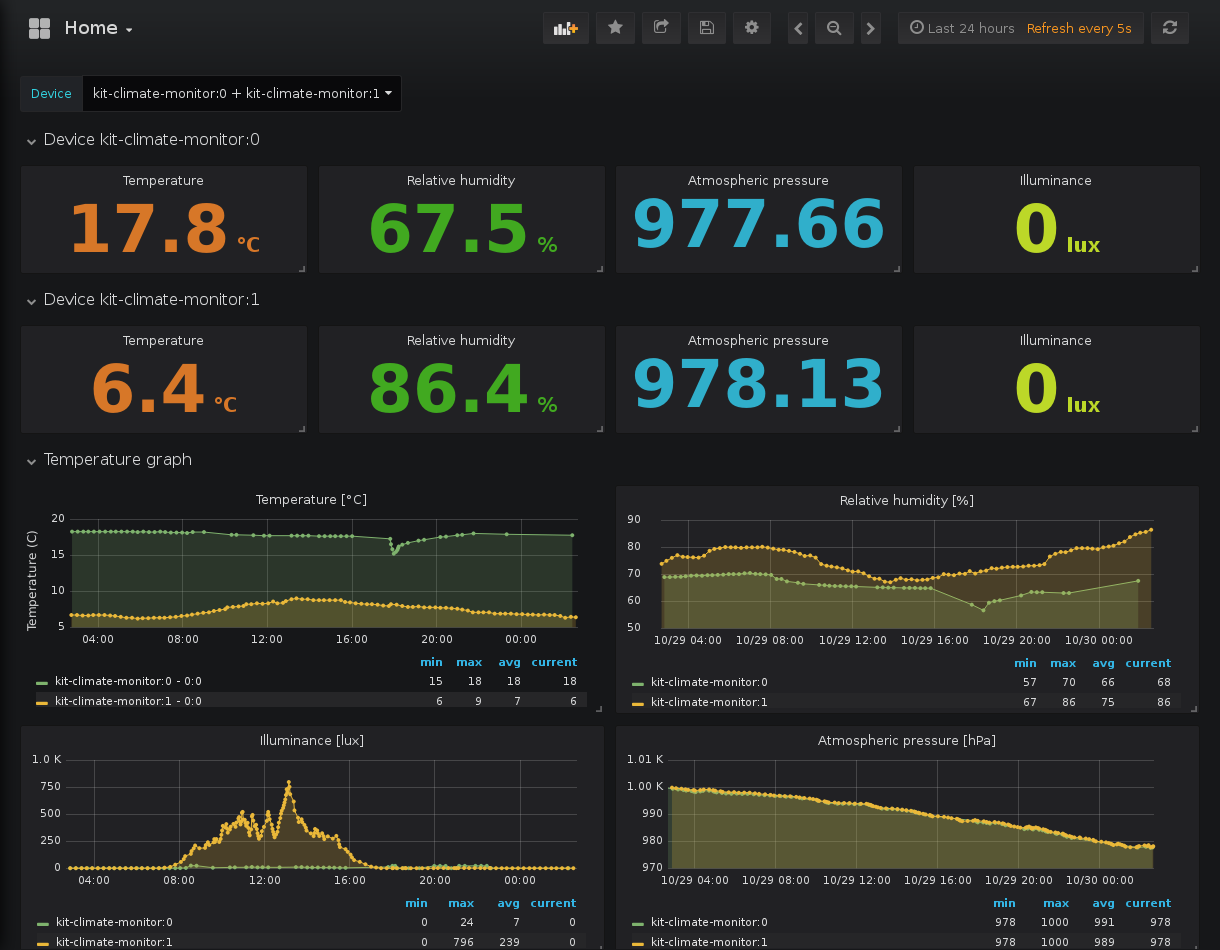 Home
Last 24 hours Refresh every 5s
Device kit-climate-monitor:0 + kit-climate-monitor:1
Device kit-climate-monitor:0
Temperature Relative humidity Atmospheric pressure Illuminance
17.8 °C 67.5 % 977.66 0 lux
Device kit-climate-monitor:1
Temperature Relative humidity Atmospheric pressure Illuminance
6.4 °C 86.4 % 978.13 0 lux
Temperature graph
Temperature [°C]
Temperature (C)
20
15
10
5
04:00 08:00 12:00 16:00 20:00 00:00
min max avg current
kit-climate-monitor:0 - 0:0 15 18 18 18
kit-climate-monitor:1 - 0:0 6 9 7 6
Relative humidity [%]
90
80
70
60
50
10/29 04:00 10/29 08:00 10/29 12:00 10/29 16:00 10/29 20:00 10/30 00:00
min max avg current
kit-climate-monitor:0 57 70 66 68
kit-climate-monitor:1 67 86 75 86
Illuminance [lux]
1.0 K
750
500
250
0
04:00 08:00 12:00 16:00 20:00 00:00
min max avg current
kit-climate-monitor:0 0 24 7 0
kit-climate-monitor:1 0 796 239 0
Atmospheric pressure [hPa]
1.01 K
1.00 K
990
980
970
10/29 04:00 10/29 08:00 10/29 12:00 10/29 16:00 10/29 20:00 10/30 00:00
min max avg current
kit-climate-monitor:0 978 1000 991 978
kit-climate-monitor:1 978 1000 989 978